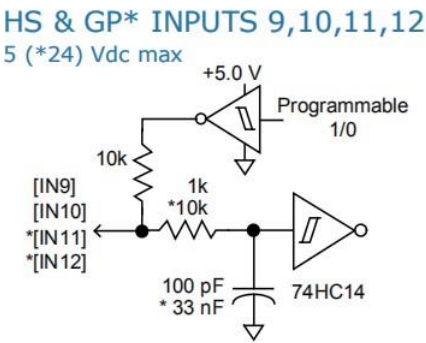 HS & GP* INPUTS 9,10,11,12
5 (*24) Vdc max
+5.0 V
Programmable
1/0
10k
1k
*10k
[IN9]
[IN10]
*[IN11]
*[IN12]
100 pF
* 33 nF
74HC14